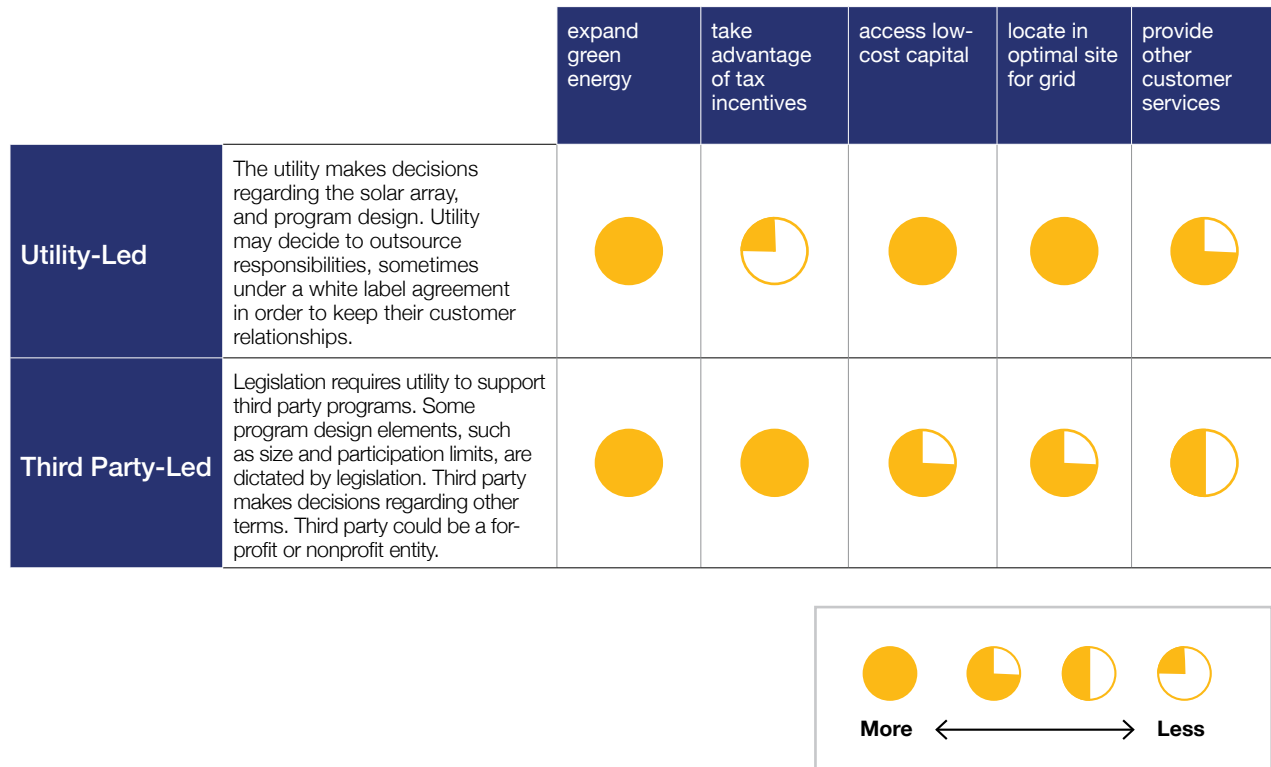 expand
green
energy
take
advantage
of tax
incentives
access low-
cost capital
locate in
optimal site
for grid
provide
other
customer
services
Utility-Led
The utility makes decisions
regarding the solar array,
and program design. Utility
may decide to outsource
responsibilities, sometimes
under a white label agreement
in order to keep their customer
relationships.
Third Party-Led
Legislation requires utility to support
third party programs. Some
program design elements, such
as size and participation limits, are
dictated by legislation. Third party
makes decisions regarding other
terms. Third party could be a for-
profit or nonprofit entity.
More
Less